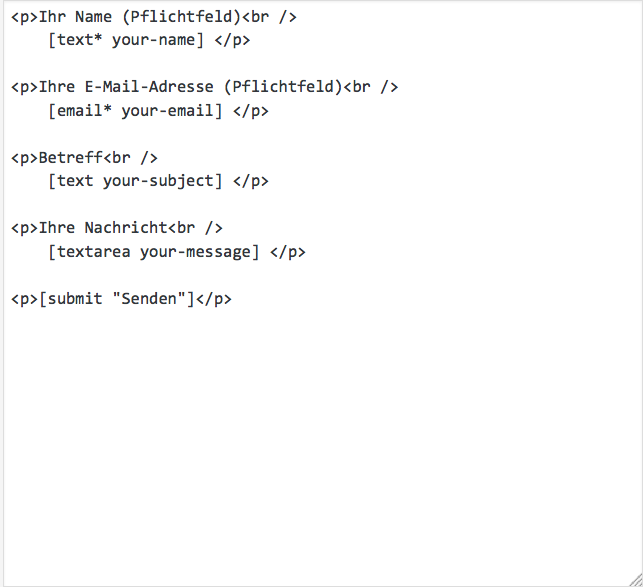 <p>Ihr Name (Pflichtfeld)<br />
    [text* your-name] </p>

<p>Ihre E-Mail-Adresse (Pflichtfeld)<br />
    [email* your-email] </p>

<p>Betreff<br />
    [text your-subject] </p>

<p>Ihre Nachricht<br />
    [textarea your-message] </p>

<p>[submit "Senden"]</p>